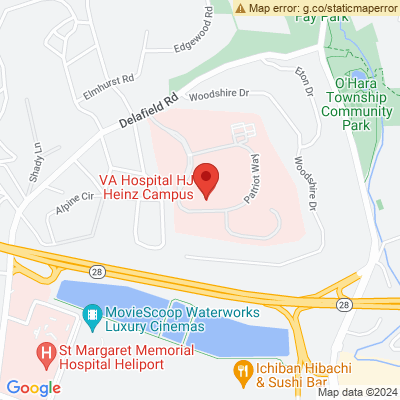 Map error: g.co/staticmaperror
Fay Park
Edgewood Rd
Elmhurst Rd
Delafield Rd
Woodshire Dr
Eton Dr
O'Hara
Township
Community
Park
Shady Ln
VA Hospital HJ
Heinz Campus
Patriot Way
Woodshire Dr
Alpine Cir
28
28
28
MovieScoop Waterworks
Luxury Cinemas
St Margaret Memorial
Hospital Heliport
Ichiban Hibachi
& Sushi Bar
Google
Map data ©2024